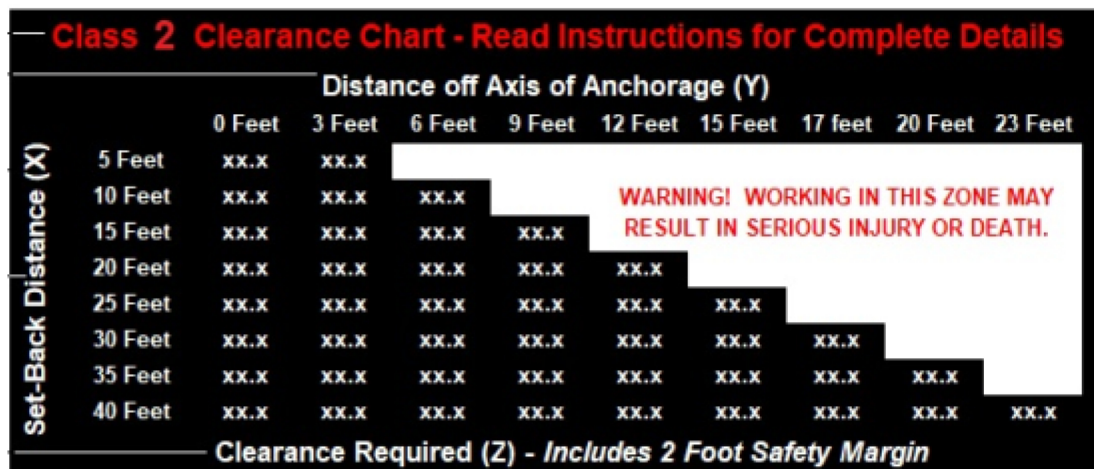 Class 2 Clearance Chart - Read Instructions for Complete Details
Distance off Axis of Anchorage (Y)
0 Feet 3 Feet 6 Feet 9 Feet 12 Feet 15 Feet 17 feet 20 Feet 23 Feet
Set-Back Distance (X)
5 Feet xx.x xx.x
10 Feet xx.x xx.x xx.x
15 Feet xx.x xx.x xx.x xx.x
20 Feet xx.x xx.x xx.x xx.x xx.x
25 Feet xx.x xx.x xx.x xx.x xx.x xx.x
30 Feet xx.x xx.x xx.x xx.x xx.x xx.x xx.x
35 Feet xx.x xx.x xx.x xx.x xx.x xx.x xx.x xx.x
40 Feet xx.x xx.x xx.x xx.x xx.x xx.x xx.x xx.x xx.x
WARNING! WORKING IN THIS ZONE MAY
RESULT IN SERIOUS INJURY OR DEATH.
Clearance Required (Z) - Includes 2 Foot Safety Margin